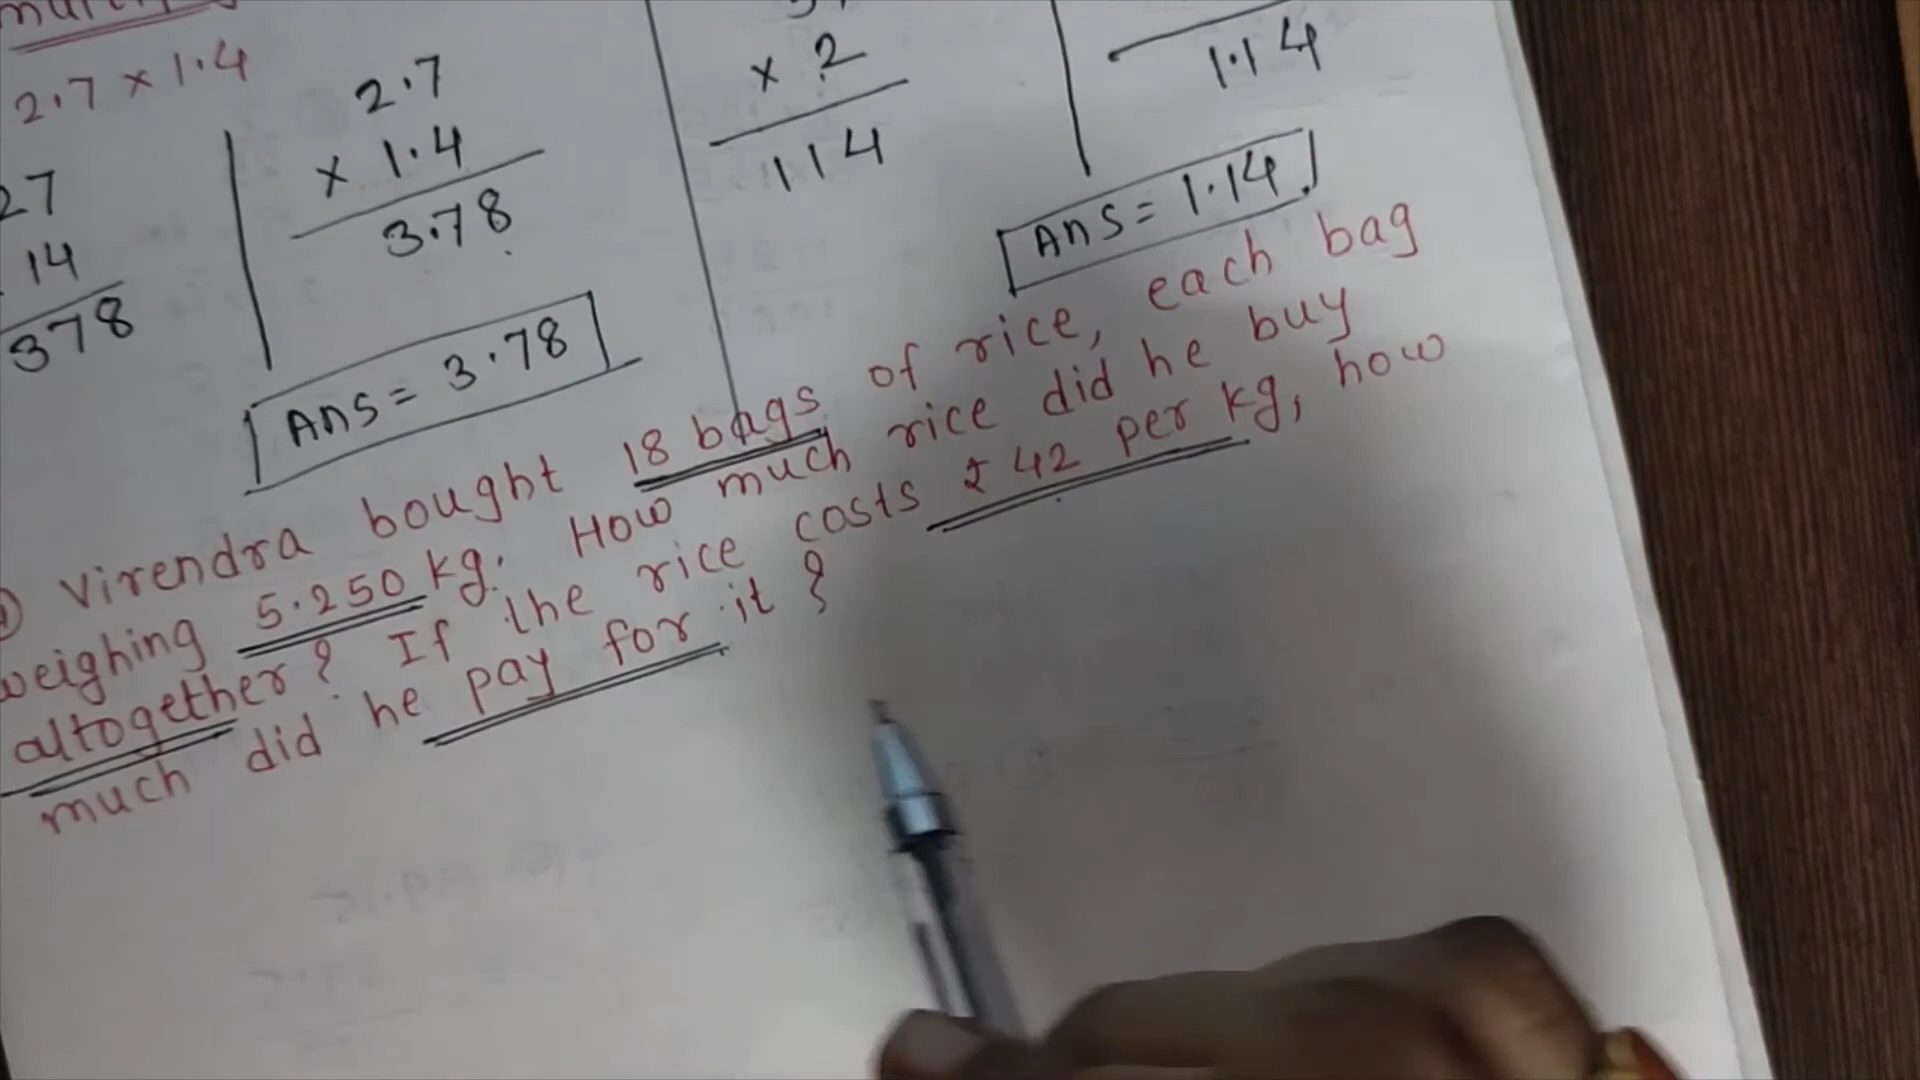 2.7 × 1.4
27
14
378
2.7
× 1.4
3.78
Ans = 3.78
× 2
114
1.14
Ans = 1.14
Virendra bought 18 bags of rice, each bag
weighing 5.250 kg. How much rice did he buy
altogether? If the rice costs ₹ 42 per kg, how
much did he pay for it?